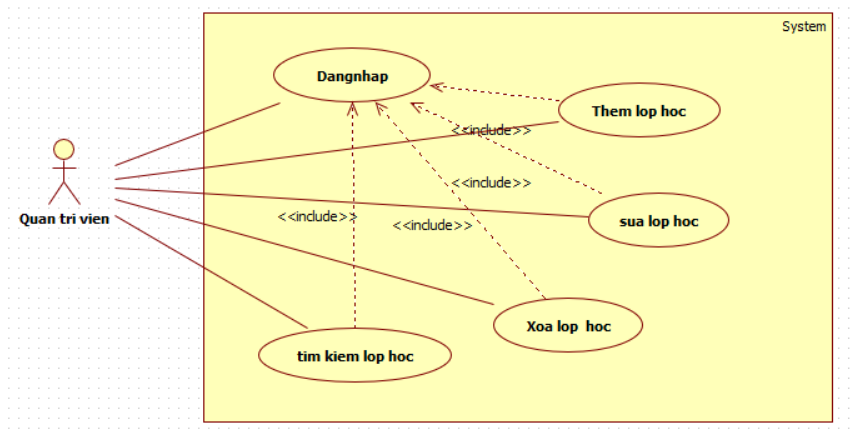 System
Dangnhap
Them lop hoc
<<include>>
Quan tri vien
<<include>>
sua lop hoc
<<include>>
<<include>>
Xoa lop hoc
tim kiem lop hoc